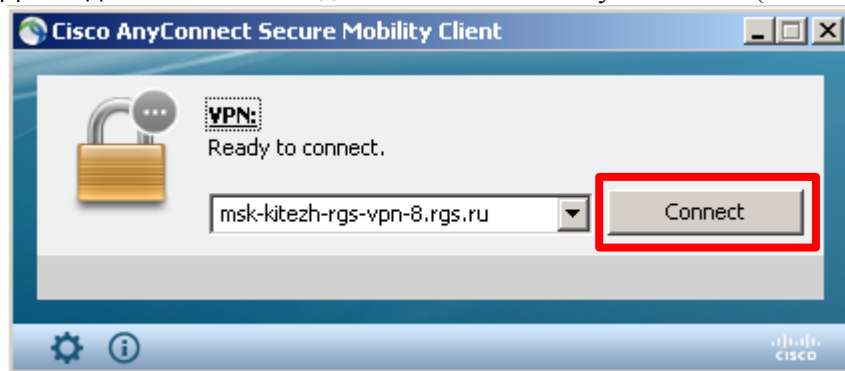 Cisco AnyConnect Secure Mobility Client
VPN:
Ready to connect.
msk-kitezh-rgs-vpn-8.rgs.ru
Connect
CISCO